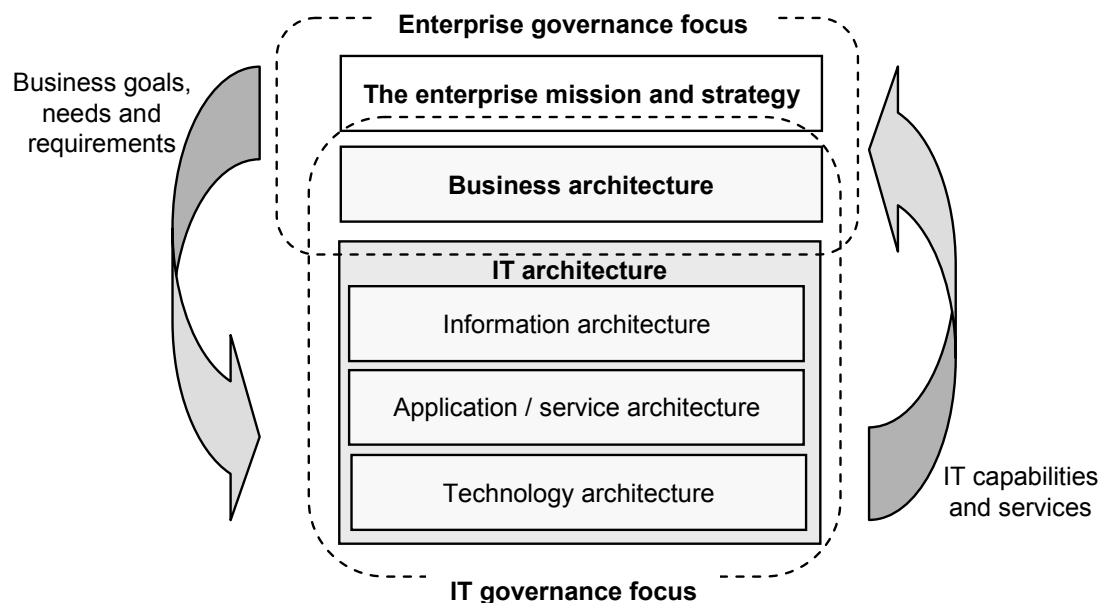 Enterprise governance focus
Business goals,
needs and
requirements
The enterprise mission and strategy
Business architecture
IT architecture
Information architecture
Application / service architecture
Technology architecture
IT capabilities
and services
IT governance focus